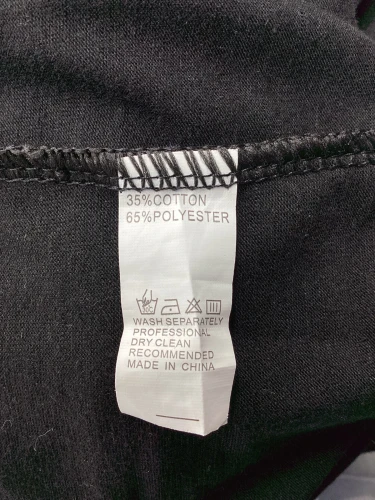 35%COTTON
65%POLYESTER
WASH SEPARATELY
PROFESSIONAL
DRY CLEAN
RECOMMENDED
MADE IN CHINA